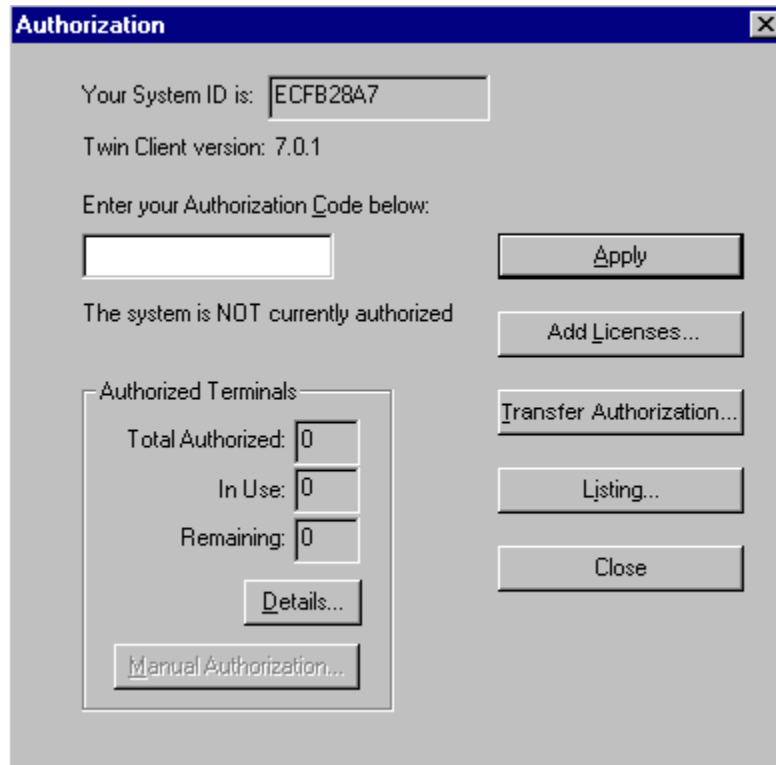 Authorization
Your System ID is: ECFB28A7
Twin Client version: 7.0.1
Enter your Authorization Code below:
Apply
The system is NOT currently authorized
Add Licenses...
Authorized Terminals
Transfer Authorization...
Total Authorized: 0
In Use: 0
Listing...
Remaining: 0
Close
Details...
Manual Authorization...